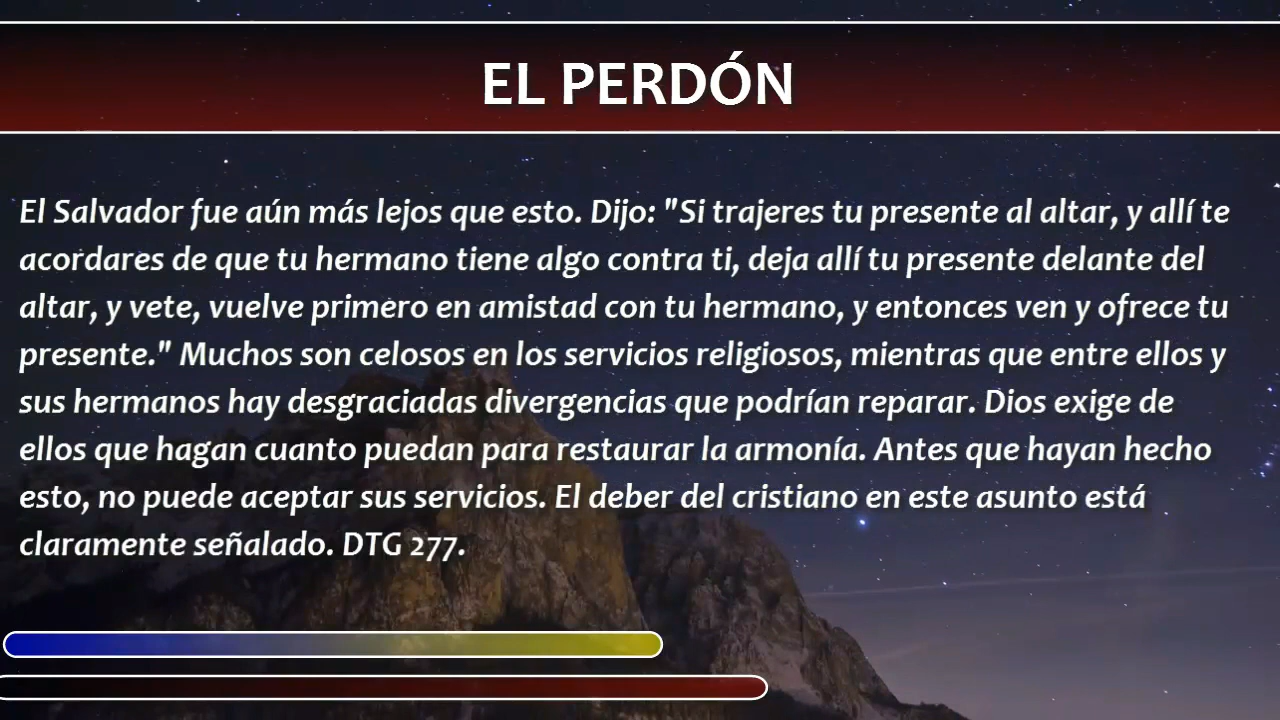 EL PERDÓN
El Salvador fue aún más lejos que esto. Dijo: "Si trajeres tu presente al altar, y allí te
acordares de que tu hermano tiene algo contra ti, deja allí tu presente delante del
altar, y vete, vuelve primero en amistad con tu hermano, y entonces ven y ofrece tu
presente." Muchos son celosos en los servicios religiosos, mientras que entre ellos y
sus hermanos hay desgraciadas divergencias que podrían reparar. Dios exige de
ellos que hagan cuanto puedan para restaurar la armonía. Antes que hayan hecho
esto, no puede aceptar sus servicios. El deber del cristiano en este asunto está
claramente señalado. DTG 277.